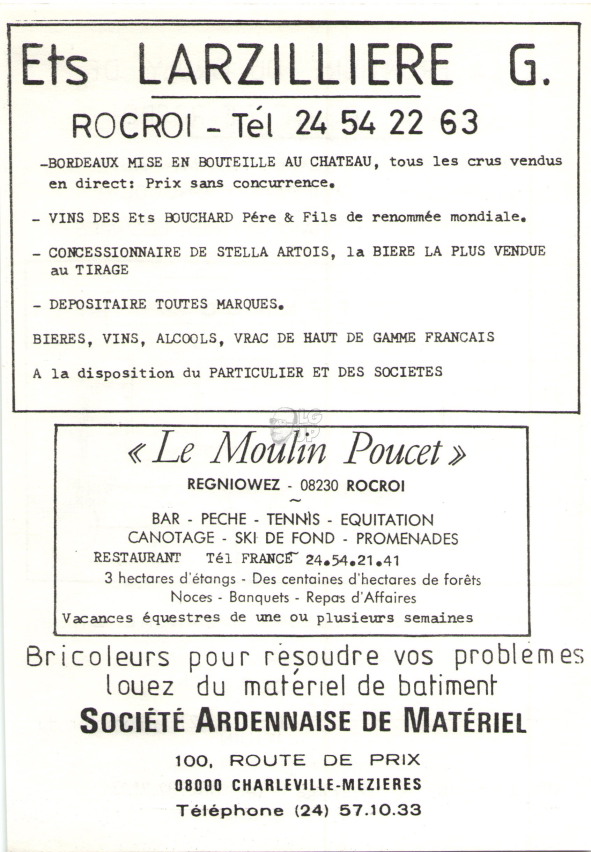 Ets LARZILLIERE G.
ROCROI - Tél 24 54 22 63
-BORDEAUX MISE EN BOUTEILLE AU CHATEAU, tous les crus vendus
en direct: Prix sans concurrence.
- VINS DES Ets BOUCHARD Pére & Fils de renommée mondiale.
- CONCESSIONNAIRE DE STELLA ARTOIS, la BIERE LA PLUS VENDUE
au TIRAGE
- DEPOSITAIRE TOUTES MARQUES.
BIERES, VINS, ALCOOLS, VRAC DE HAUT DE GAMME FRANCAIS
A la disposition du PARTICULIER ET DES SOCIETES
« Le Moulin Poucet »
REGNIOWEZ - 08230 ROCROI
~
BAR - PECHE - TENNIS - EQUITATION
CANOTAGE - SKI DE FOND - PROMENADES
RESTAURANT Tél FRANCE 24.54.21.41
3 hectares d'étangs - Des centaines d'hectares de forêts
Noces - Banquets - Repas d'Affaires
Vacances équestres de une ou plusieurs semaines
Bricoleurs pour résoudre vos problèmes
louez du matériel de batiment
SOCIÉTÉ ARDENNAISE DE MATÉRIEL
100, ROUTE DE PRIX
08000 CHARLEVILLE-MEZIERES
Téléphone (24) 57.10.33